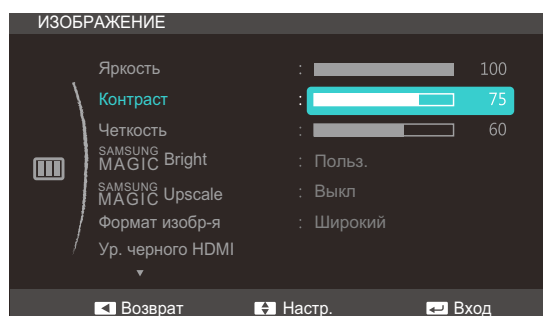 ИЗОБРАЖЕНИЕ
Яркость : 100
Контраст : 75
Четкость : 60
SAMSUNG MAGIC Bright : Польз.
SAMSUNG MAGIC Upscale : Выкл
Формат изобр-я : Широкий
Ур. черного HDMI
Возврат Настр. Вход